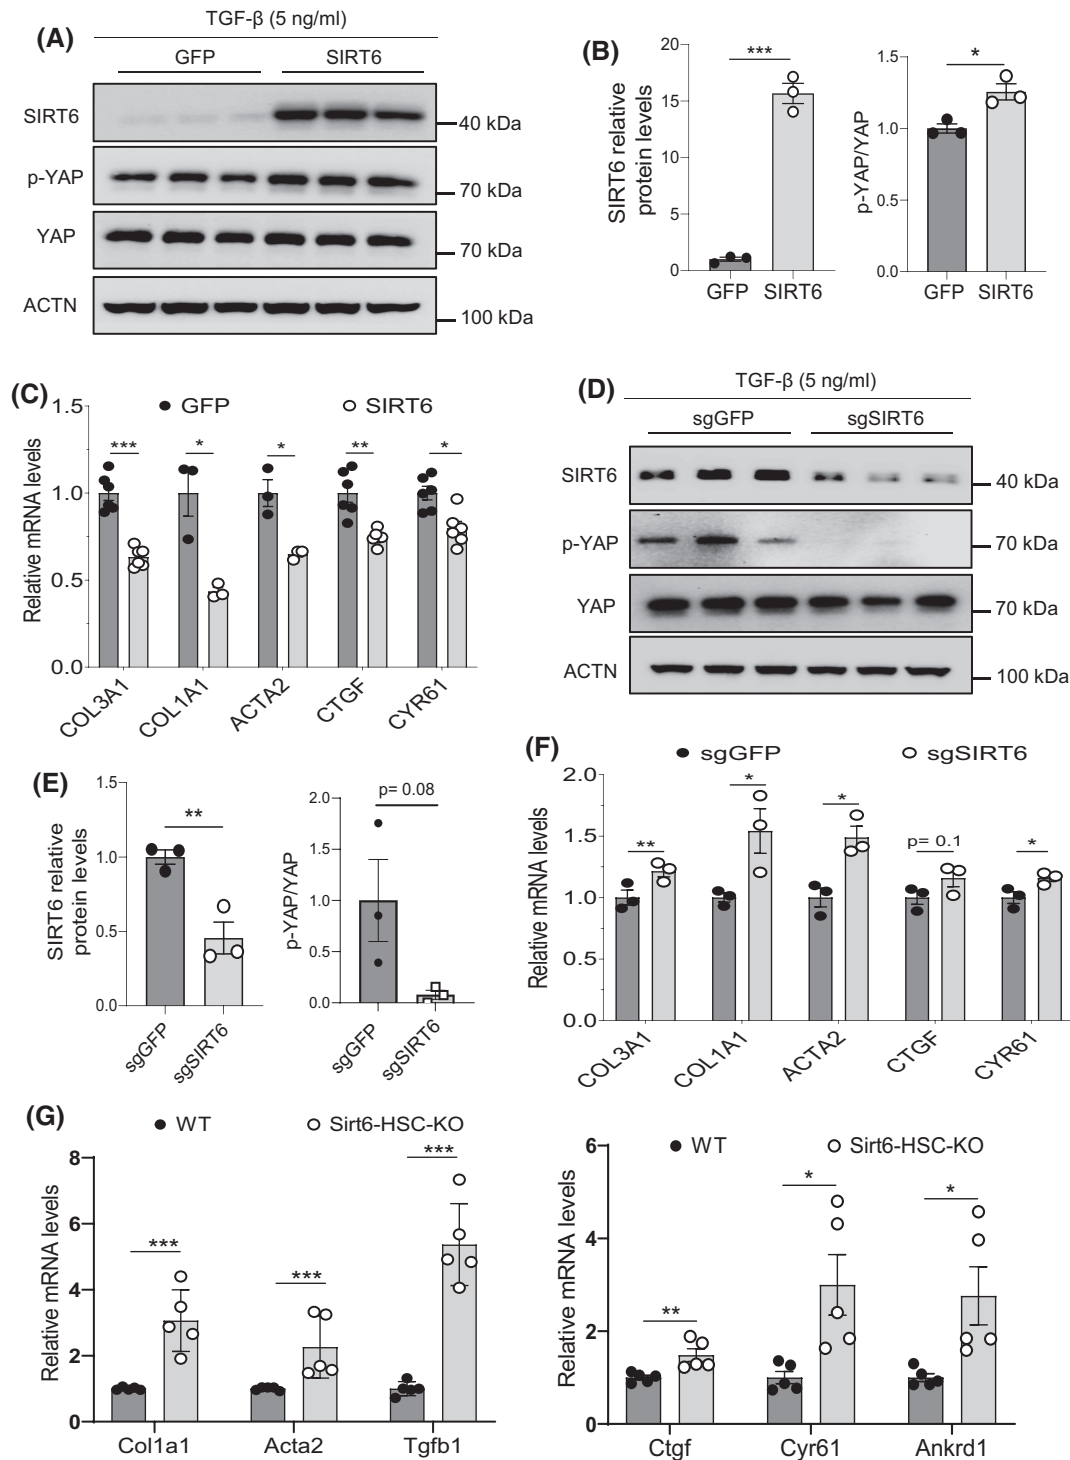 (A)
TGF-β (5 ng/ml)
GFP SIRT6
SIRT6
40 kDa
p-YAP
70 kDa
YAP
70 kDa
ACTN
100 kDa
(B)
SIRT6 relative
protein levels
20
15
10
5
0
***
GFP SIRT6
p-YAP/YAP
1.5
1.0
0.5
0.0
*
GFP SIRT6
(C)
GFP SIRT6
Relative mRNA levels
1.5
1.0
0.5
0.0
*** * * ** *
COL3A1 COL1A1 ACTA2 CTGF CYR61
(D)
TGF-β (5 ng/ml)
sgGFP sgSIRT6
SIRT6
40 kDa
p-YAP
70 kDa
YAP
70 kDa
ACTN
100 kDa
(E)
SIRT6 relative
protein levels
1.5
1.0
0.5
0.0
**
sgGFP sgSIRT6
p-YAP/YAP
2.0
1.5
1.0
0.5
0.0
p= 0.08
sgGFP sgSIRT6
(F)
sgGFP sgSIRT6
Relative mRNA levels
2.0
1.5
1.0
0.5
0.0
** * * p= 0.1 *
COL3A1 COL1A1 ACTA2 CTGF CYR61
(G)
WT Sirt6-HSC-KO
Relative mRNA levels
8
6
4
2
0
*** *** ***
Col1a1 Acta2 Tgfb1
WT Sirt6-HSC-KO
Relative mRNA levels
6
4
2
0
** * *
Ctgf Cyr61 Ankrd1